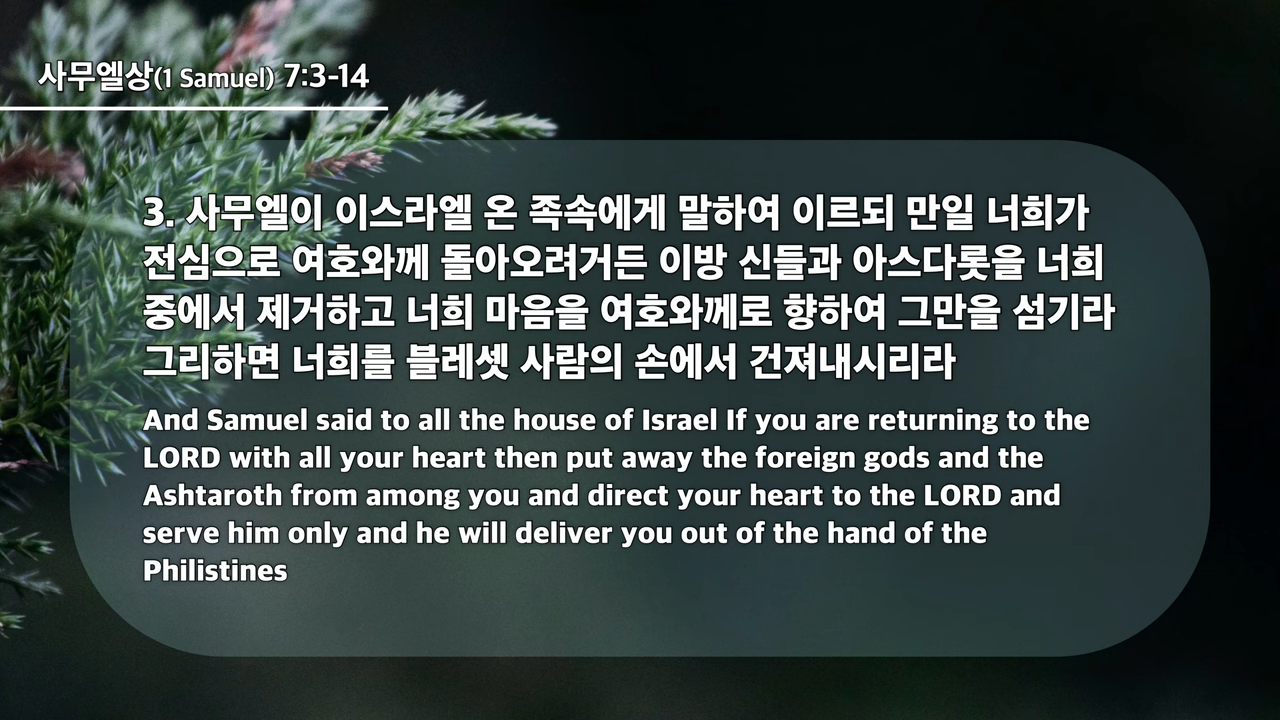 사무엘상(1 Samuel) 7:3-14
3. 사무엘이 이스라엘 온 족속에게 말하여 이르되 만일 너희가
전심으로 여호와께 돌아오려거든 이방 신들과 아스다롯을 너희
중에서 제거하고 너희 마음을 여호와께로 향하여 그만을 섬기라
그리하면 너희를 블레셋 사람의 손에서 건져내시리라
And Samuel said to all the house of Israel If you are returning to the
LORD with all your heart then put away the foreign gods and the
Ashtaroth from among you and direct your heart to the LORD and
serve him only and he will deliver you out of the hand of the
Philistines